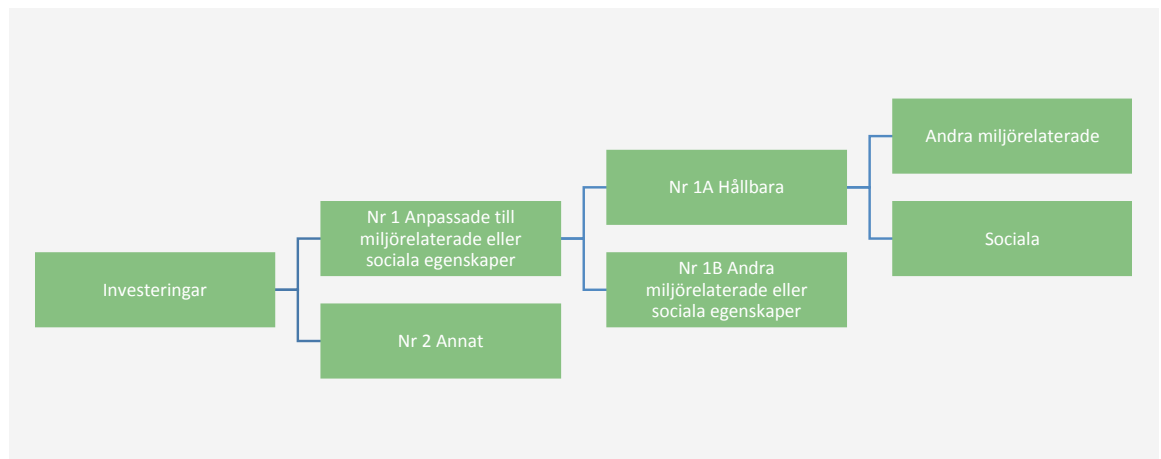 Investeringar
Nr 1 Anpassade till
miljörelaterade eller
sociala egenskaper
Nr 2 Annat
Nr 1A Hållbara
Nr 1B Andra
miljörelaterade eller
sociala egenskaper
Andra miljörelaterade
Sociala